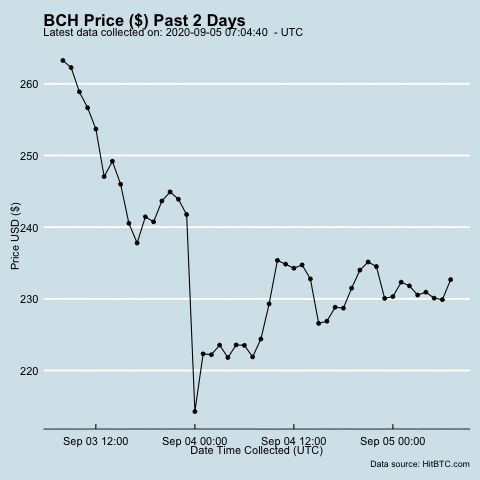 BCH Price ($) Past 2 Days
Latest data collected on: 2020-09-05 07:04:40  - UTC
260
250
240
230
220
Price USD ($)
Sep 03 12:00
Sep 04 00:00
Sep 04 12:00
Sep 05 00:00
Date Time Collected (UTC)
Data source: HitBTC.com